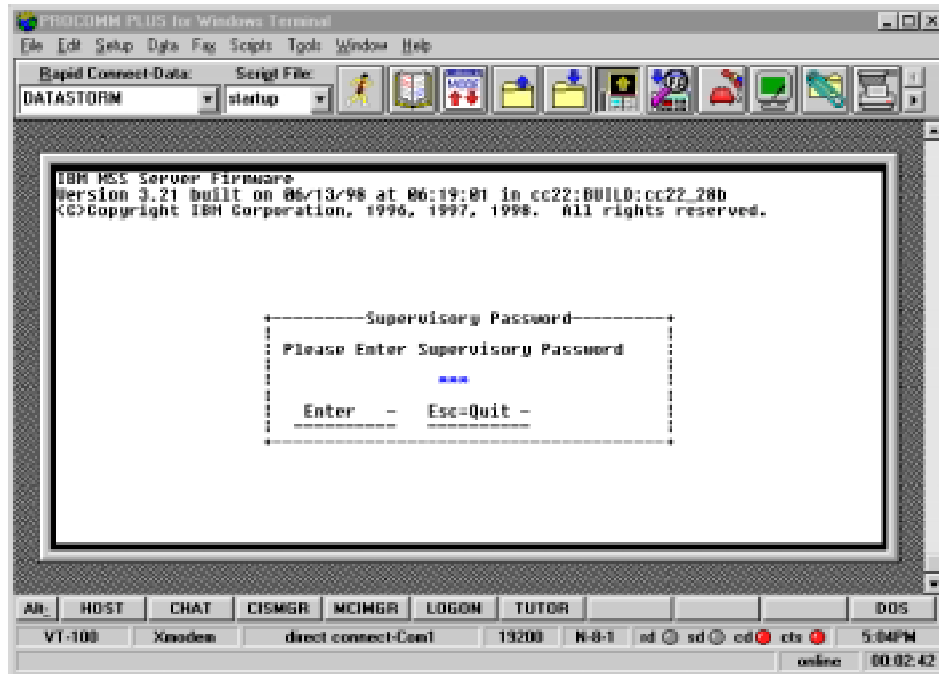 PROCOMM PLUS for Windows Terminal
File Edit Setup Data Fax Scripts Tools Window Help
Rapid Connect-Data: Script File:
DATASTORM startup
MODE
IBM MSS Server Firmware
Version 3.21 built on 06/13/98 at 06:19:01 in cc22:BUILD:cc22_28b
(C)Copyright IBM Corporation, 1996, 1997, 1998. All rights reserved.
Supervisory Password
Please Enter Supervisory Password
***
Enter - Esc=Quit -
Alt- HOST CHAT CISMGR MCIMGR LOGON TUTOR DOS
VT-100 Xmodem direct connect-Com1 19200 N-8-1 rd sd cd cts 5:04PM
online 00:02:42